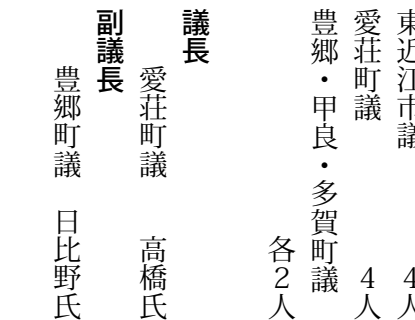 東近江市議　4人
愛荘町議　4人
豊郷・甲良・多賀町議
各2人
議長
愛荘町議　高橋氏
副議長
豊郷町議　日比野氏